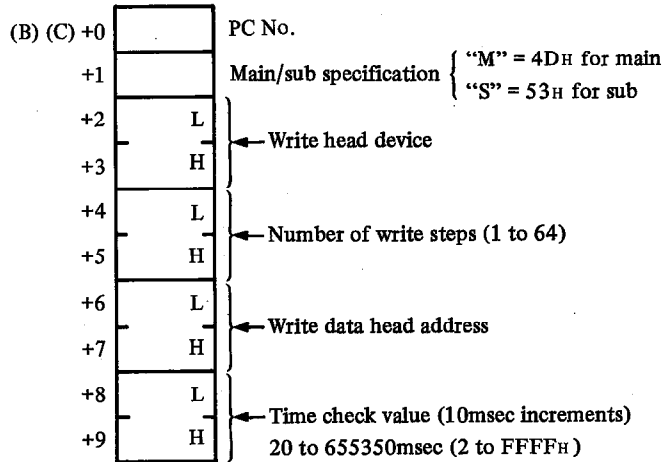 (B) (C) +0 PC No.
+1 Main/sub specification { "M" = 4DH for main
"S" = 53H for sub
+2 L
Write head device
+3 H
+4 L
Number of write steps (1 to 64)
+5 H
+6 L
Write data head address
+7 H
+8 L
Time check value (10msec increments)
+9 H 20 to 655350msec (2 to FFFFH)